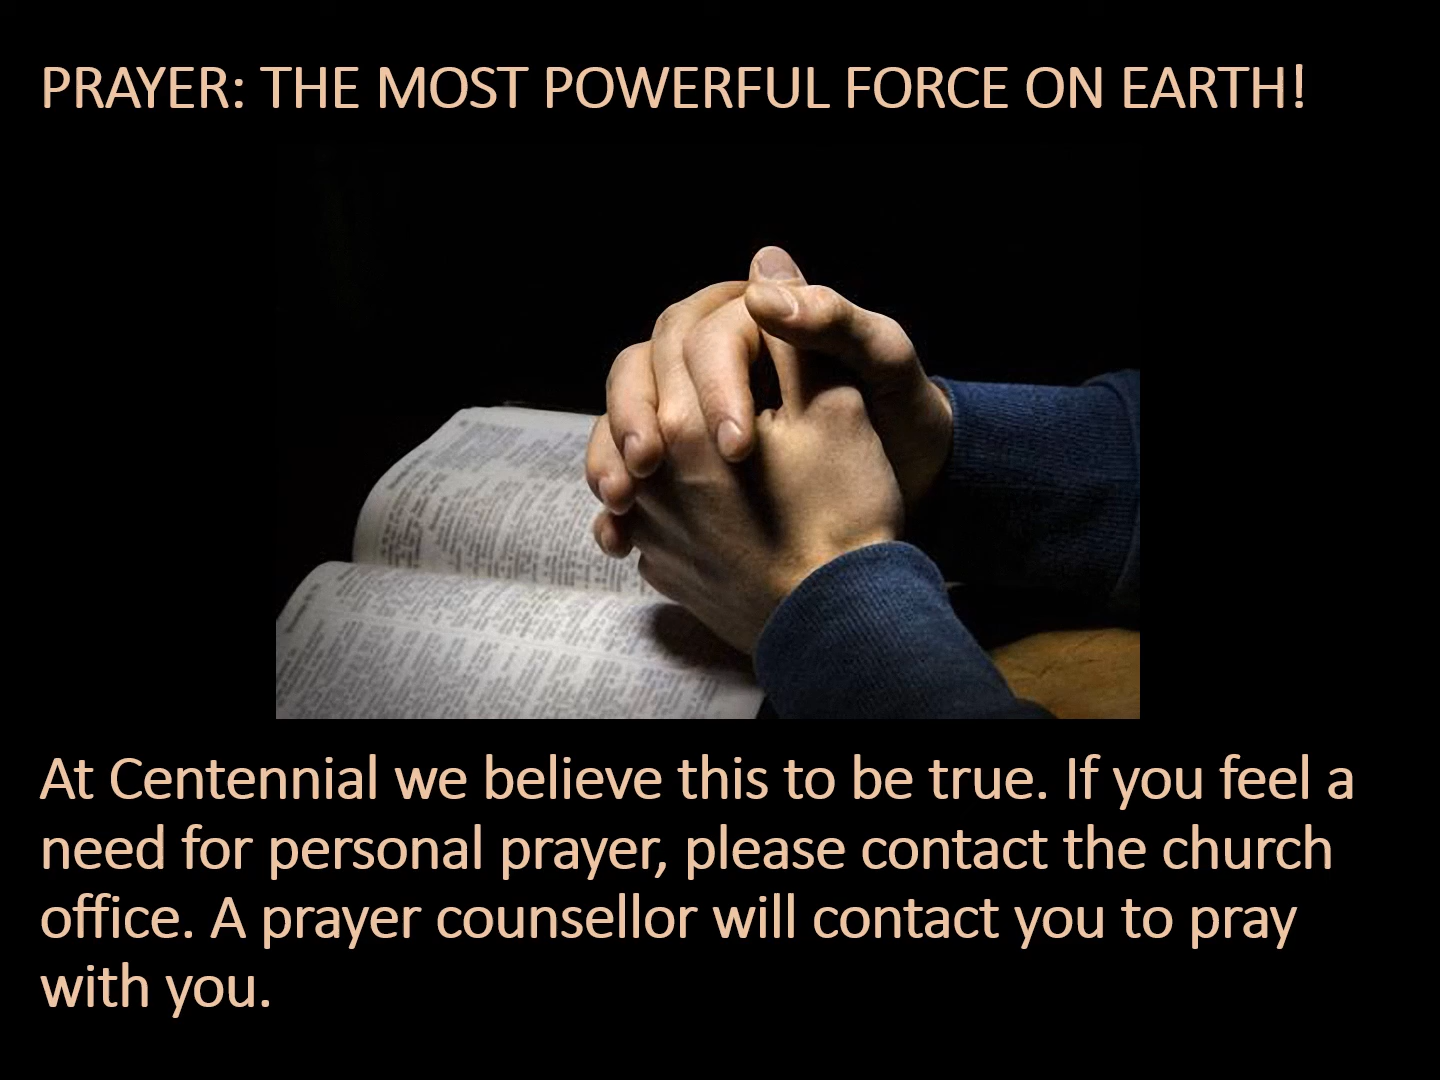 PRAYER: THE MOST POWERFUL FORCE ON EARTH!
At Centennial we believe this to be true. If you feel a
need for personal prayer, please contact the church
office. A prayer counsellor will contact you to pray
with you.